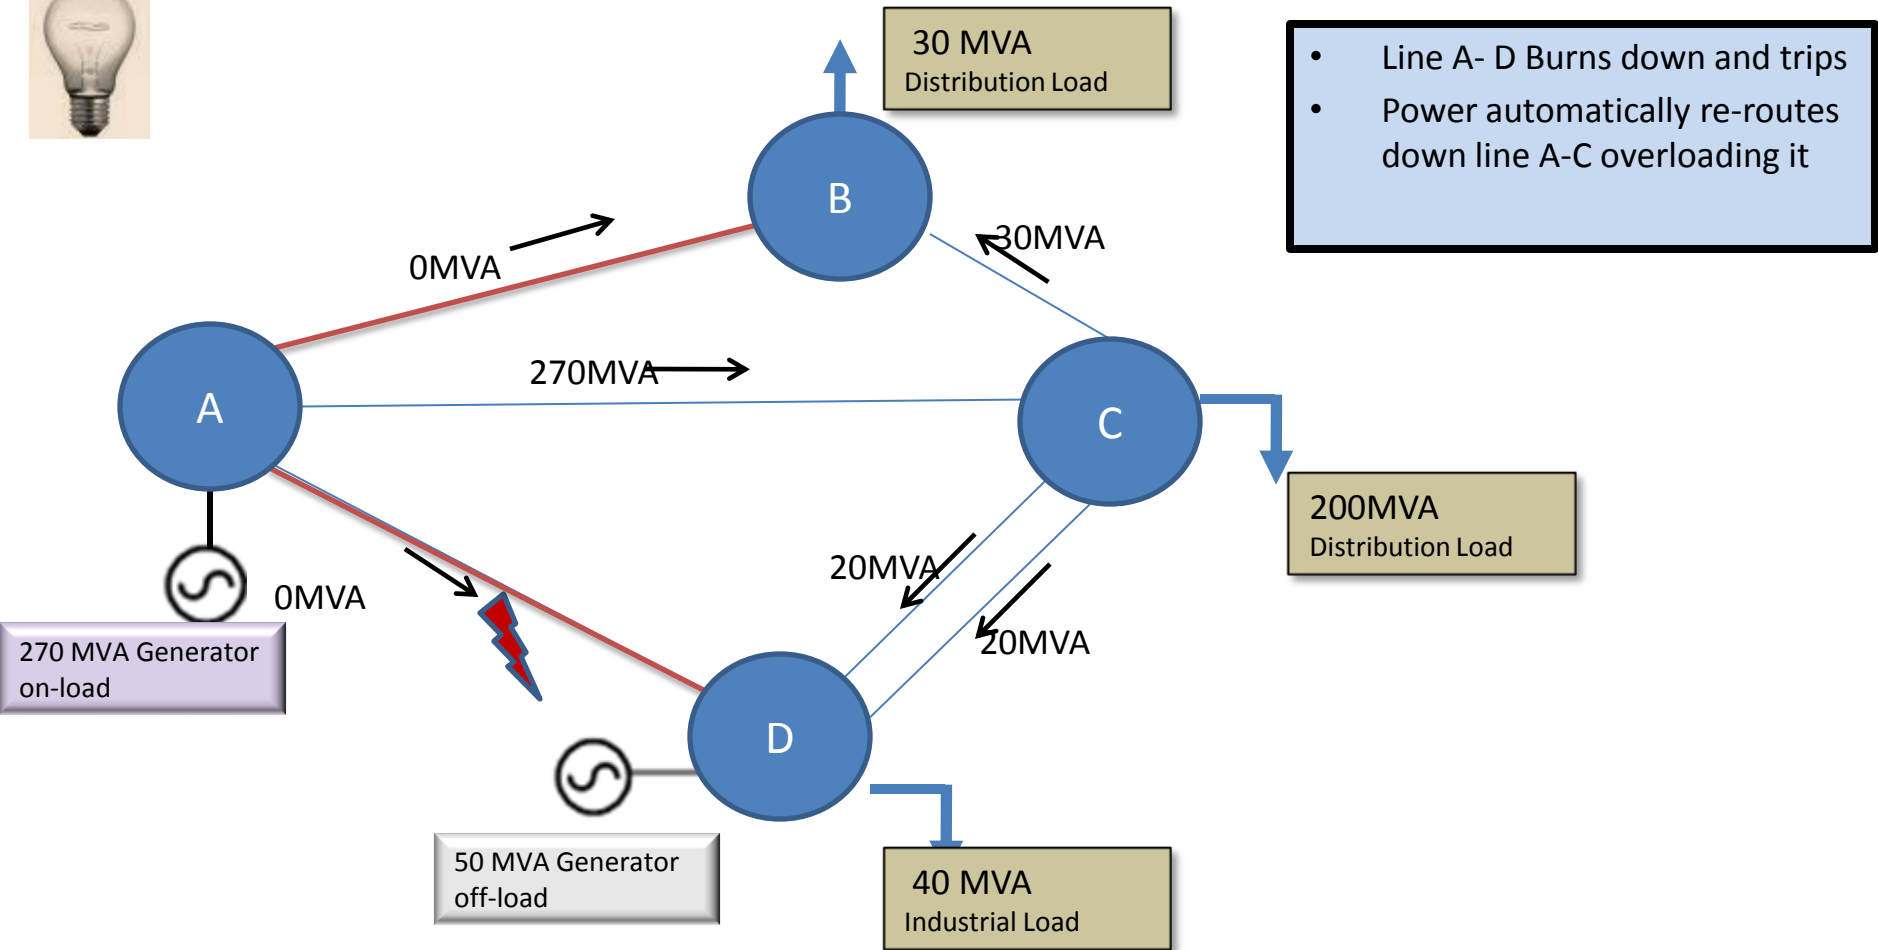 30 MVA
Distribution Load
• Line A- D Burns down and trips
• Power automatically re-routes
down line A-C overloading it
B
30MVA
0MVA
270MVA
A
C
200MVA
Distribution Load
20MVA
0MVA
20MVA
270 MVA Generator
on-load
D
50 MVA Generator
off-load
40 MVA
Industrial Load